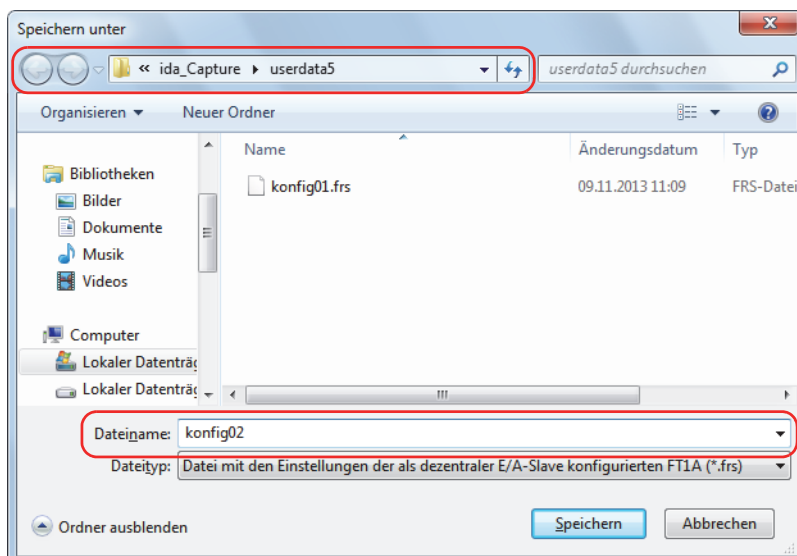 Speichern unter
« ida_Capture userdata5 userdata5 durchsuchen
Organisieren Neuer Ordner
Name Änderungsdatum Typ
konfig01.frs 09.11.2013 11:09 FRS-Datei
Bibliotheken
Bilder
Dokumente
Musik
Videos
Computer
Lokaler Datenträg
Lokaler Datenträg
Dateiname: konfig02
Dateityp: Datei mit den Einstellungen der als dezentraler E/A-Slave konfigurierten FT1A (*.frs)
Ordner ausblenden Speichern Abbrechen